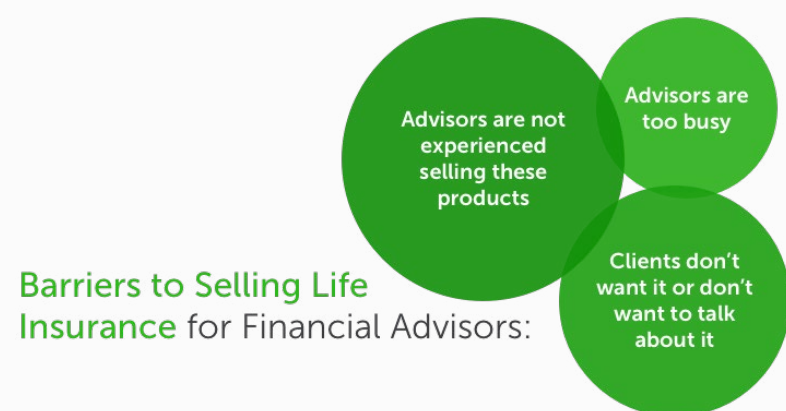 Advisors are not
experienced
selling these
products
Advisors are
too busy
Clients don't
want it or don't
want to talk
about it
Barriers to Selling Life
Insurance for Financial Advisors: